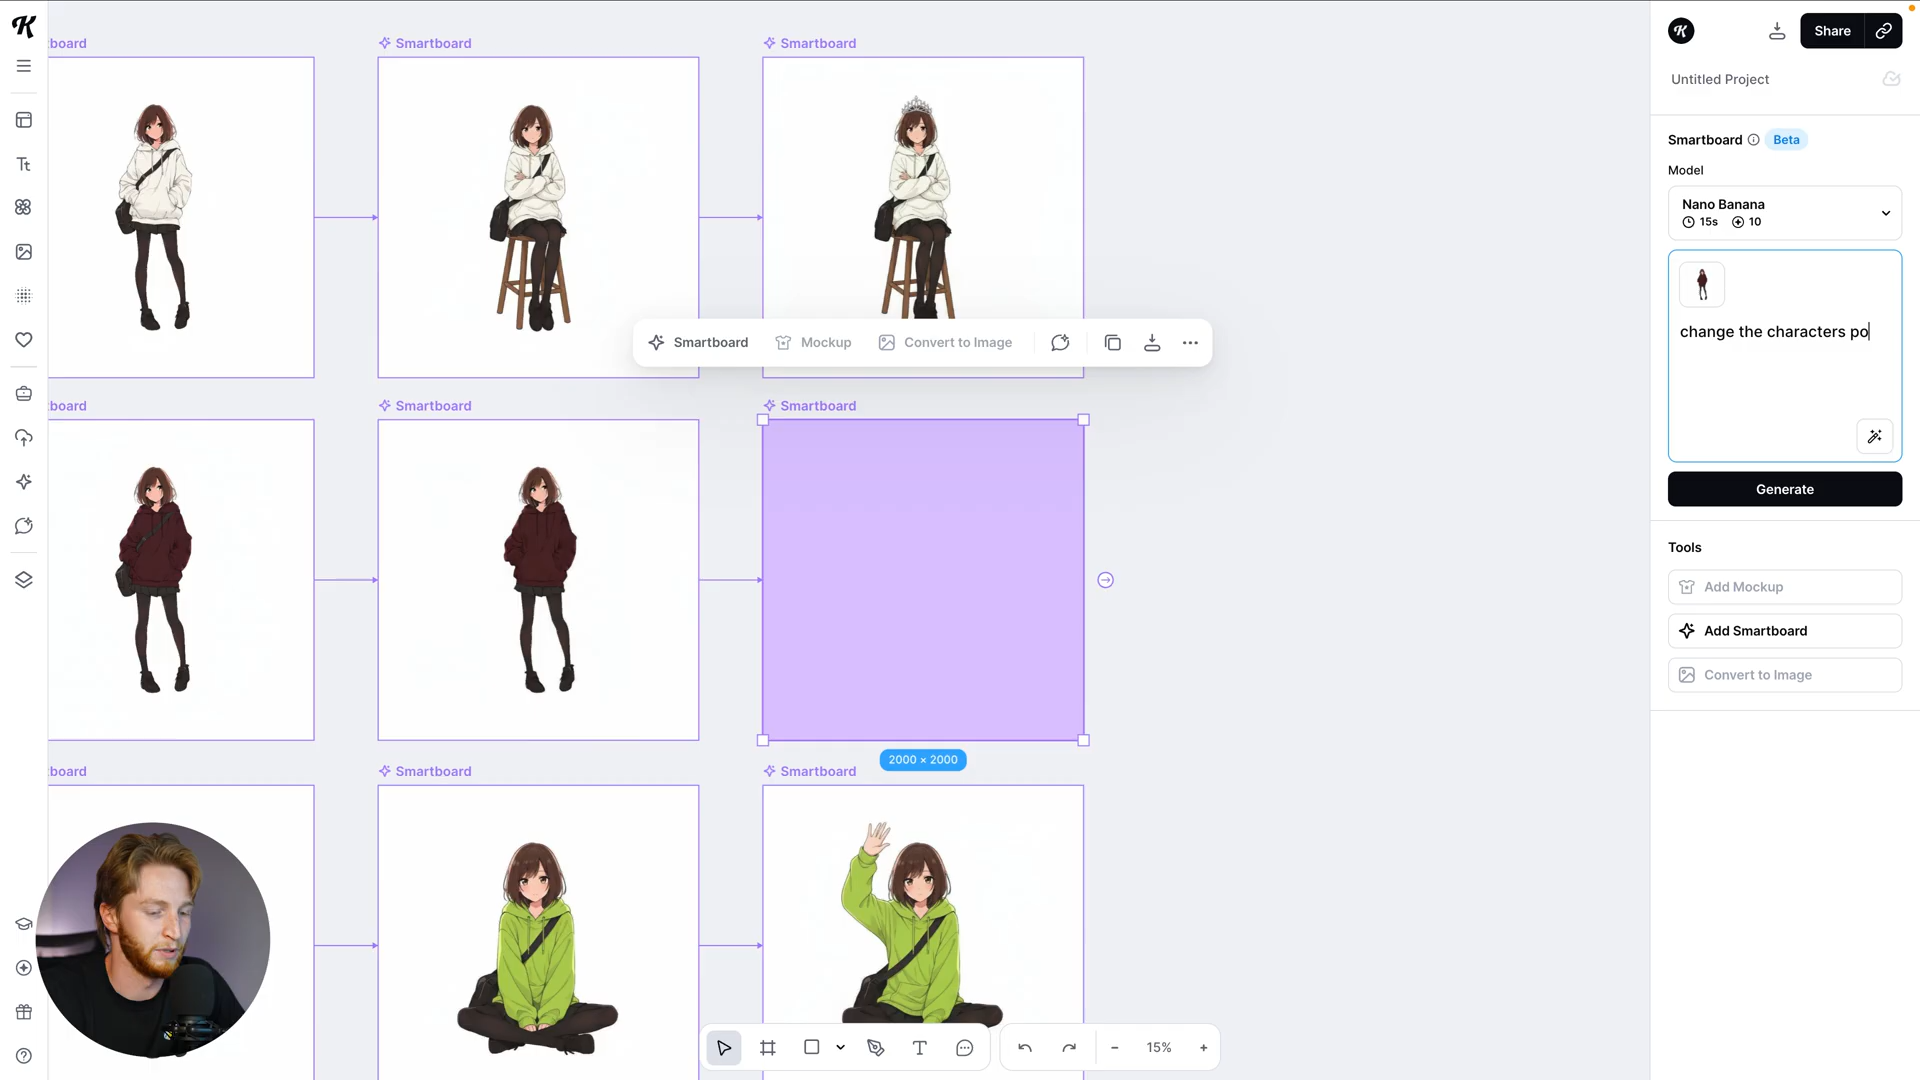 board
Smartboard
Smartboard
Share
Untitled Project
Smartboard
Beta
Model
Nano Banana
15s
10
change the characters po
Smartboard
Mockup
Convert to Image
board
Smartboard
Smartboard
Generate
Tools
Add Mockup
Add Smartboard
Convert to Image
2000 × 2000
board
Smartboard
Smartboard
15%